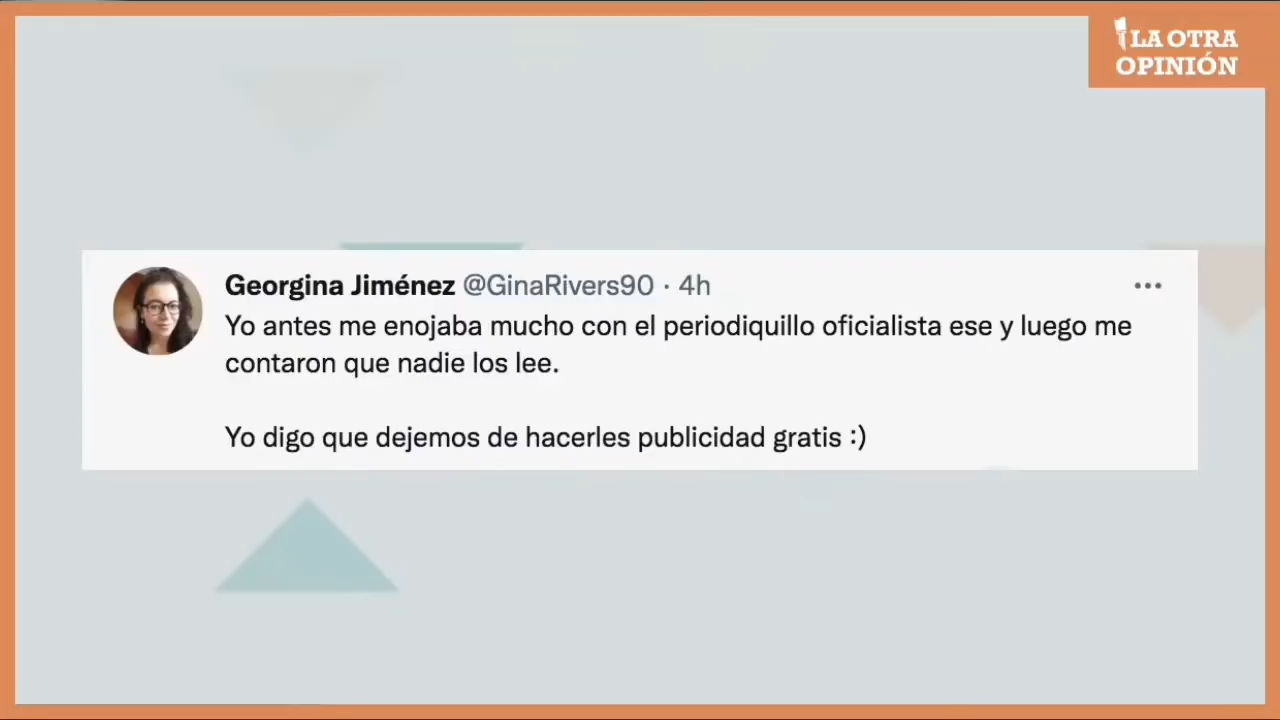 LA OTRA
OPINIÓN
Georgina Jiménez @GinaRivers90 · 4h
Yo antes me enojaba mucho con el periodiquillo oficialista ese y luego me
contaron que nadie los lee.
Yo digo que dejemos de hacerles publicidad gratis :)